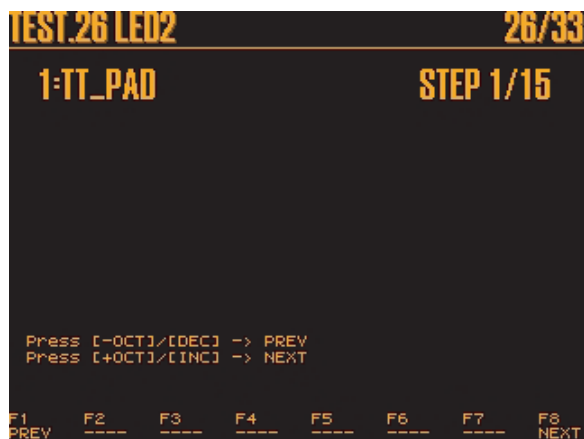 TEST.26 LED2 26/33
1:TT_PAD STEP 1/15
Press [-OCT]/[DEC] -> PREV
Press [+OCT]/[INC] -> NEXT
F1 F2 F3 F4 F5 F6 F7 F8
PREV ---- ---- ---- ---- ---- ---- NEXT